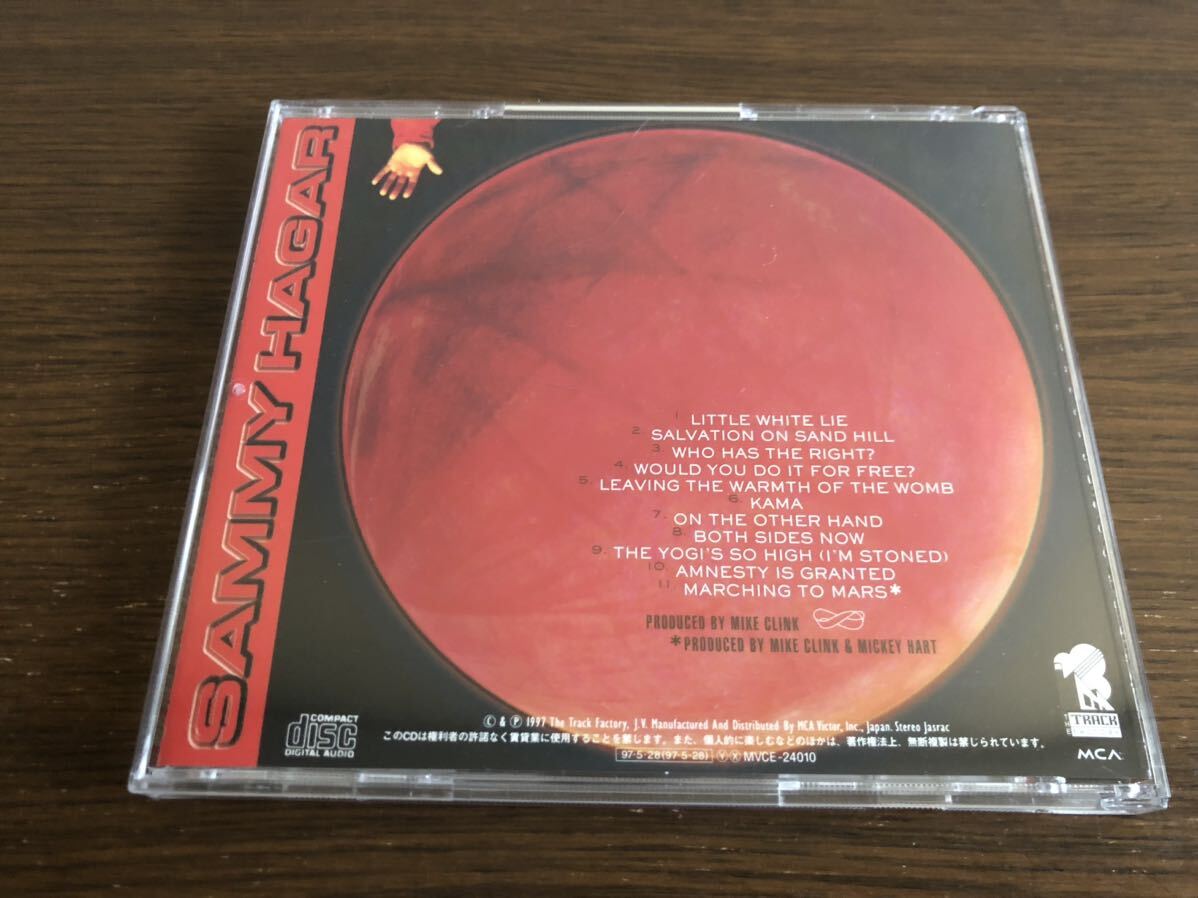 SAMMY HAGAR
1. LITTLE WHITE LIE
2. SALVATION ON SAND HILL
3. WHO HAS THE RIGHT?
4. WOULD YOU DO IT FOR FREE?
5. LEAVING THE WARMTH OF THE WOMB
6. KAMA
7. ON THE OTHER HAND
8. BOTH SIDES NOW
9. THE YOGI'S SO HIGH (I'M STONED)
10. AMNESTY IS GRANTED
11. MARCHING TO MARS*
PRODUCED BY MIKE CLINK
*PRODUCED BY MIKE CLINK & MICKEY HART
COMPACT
disc
DIGITAL AUDIO
© & ℗ 1997 The Track Factory, J.V. Manufactured And Distributed By MCA Victor, Inc., Japan. Stereo Jasrac
このCDは権利者の許諾なく賃貸業に使用することを禁じます。また、個人的に楽しむなどのほかは、著作権法上、無断複製は禁じられています。
97·5·28(97·5·28) Ⓨ Ⓧ MVCE-24010
THE
TRACK
MCA